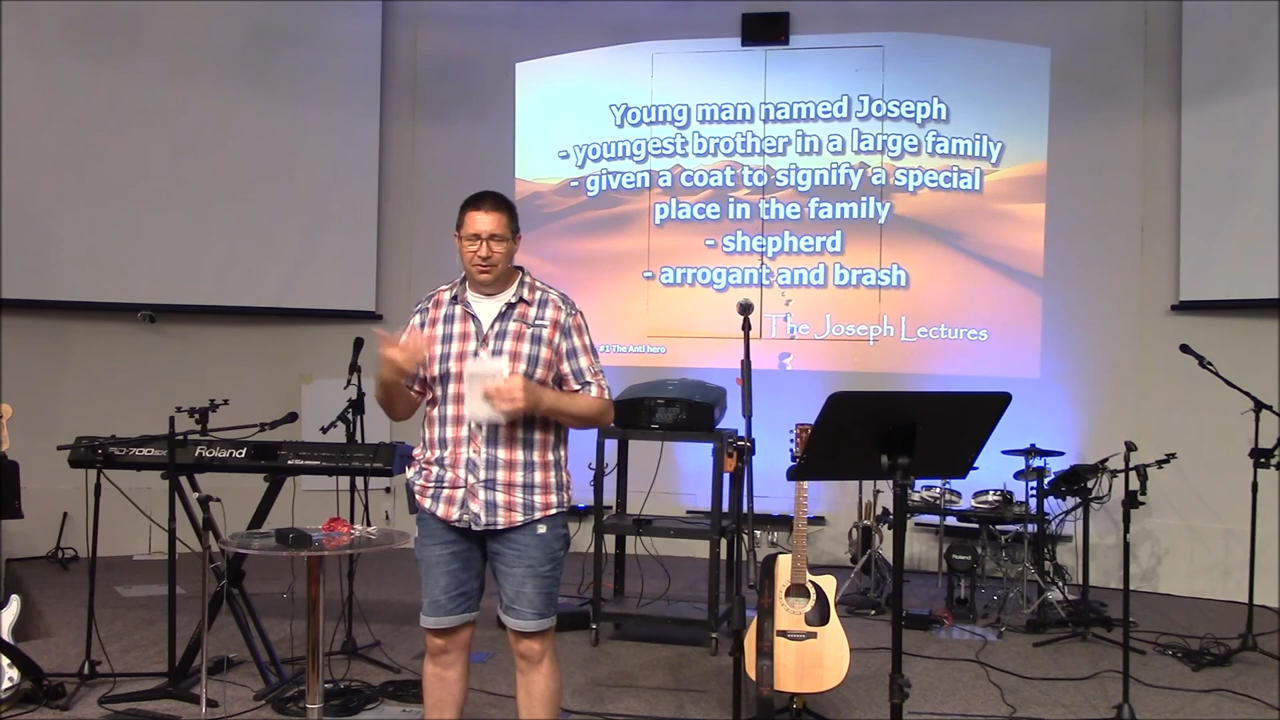 Young man named Joseph
- youngest brother in a large family
- given a coat to signify a special
place in the family
- shepherd
- arrogant and brash
The Joseph Lectures
#1 The Anti hero
RD-700SX Roland
Roland